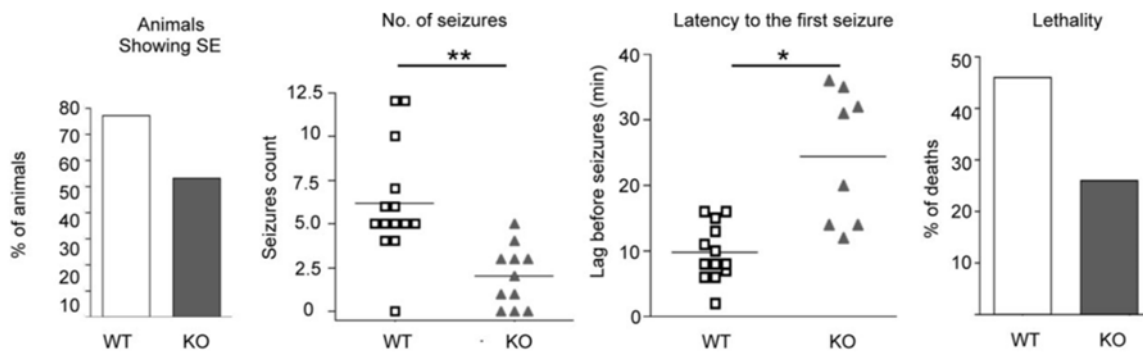 Animals
Showing SE
% of animals
80
70
60
50
40
30
20
10
WT KO
No. of seizures
**
Seizures count
12.5
10
7.5
5.0
2.5
0
WT - KO
Latency to the first seizure
*
Lag before seizures (min)
40
30
20
10
0
WT KO
Lethality
% of deaths
50
40
30
20
10
WT KO